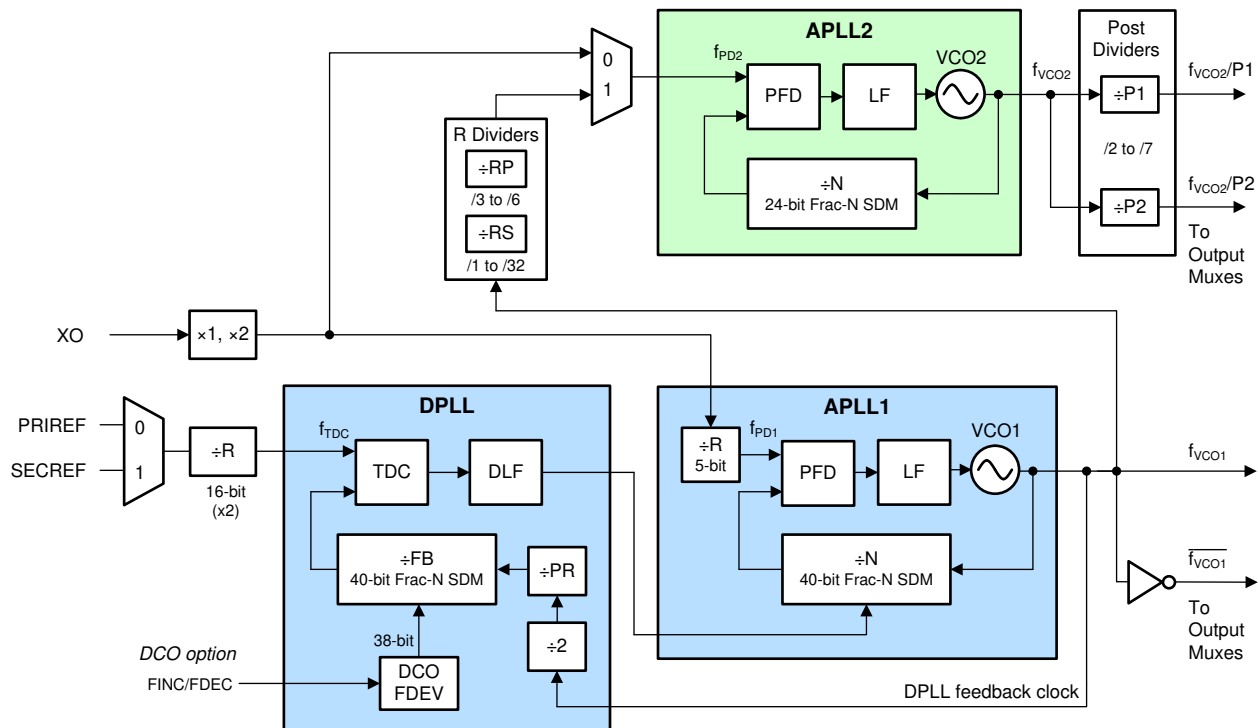 APLL2
Post
Dividers
VCO2
f_PD2
f_VCO2
f_VCO2/P1
0
1
PFD
LF
÷P1
R Dividers
÷RP
/3 to /6
÷RS
/1 to /32
÷N
24-bit Frac-N SDM
/2 to /7
f_VCO2/P2
÷P2
To
Output
Muxes
XO
×1, ×2
DPLL
APLL1
PRIREF
SECREF
0
1
÷R
16-bit
(x2)
f_TDC
TDC
DLF
÷R
5-bit
f_PD1
PFD
LF
VCO1
f_VCO1
÷FB
40-bit Frac-N SDM
÷PR
÷N
40-bit Frac-N SDM
f_VCO1
To
Output
Muxes
38-bit
÷2
DCO option
FINC/FDEC
DCO
FDEV
DPLL feedback clock